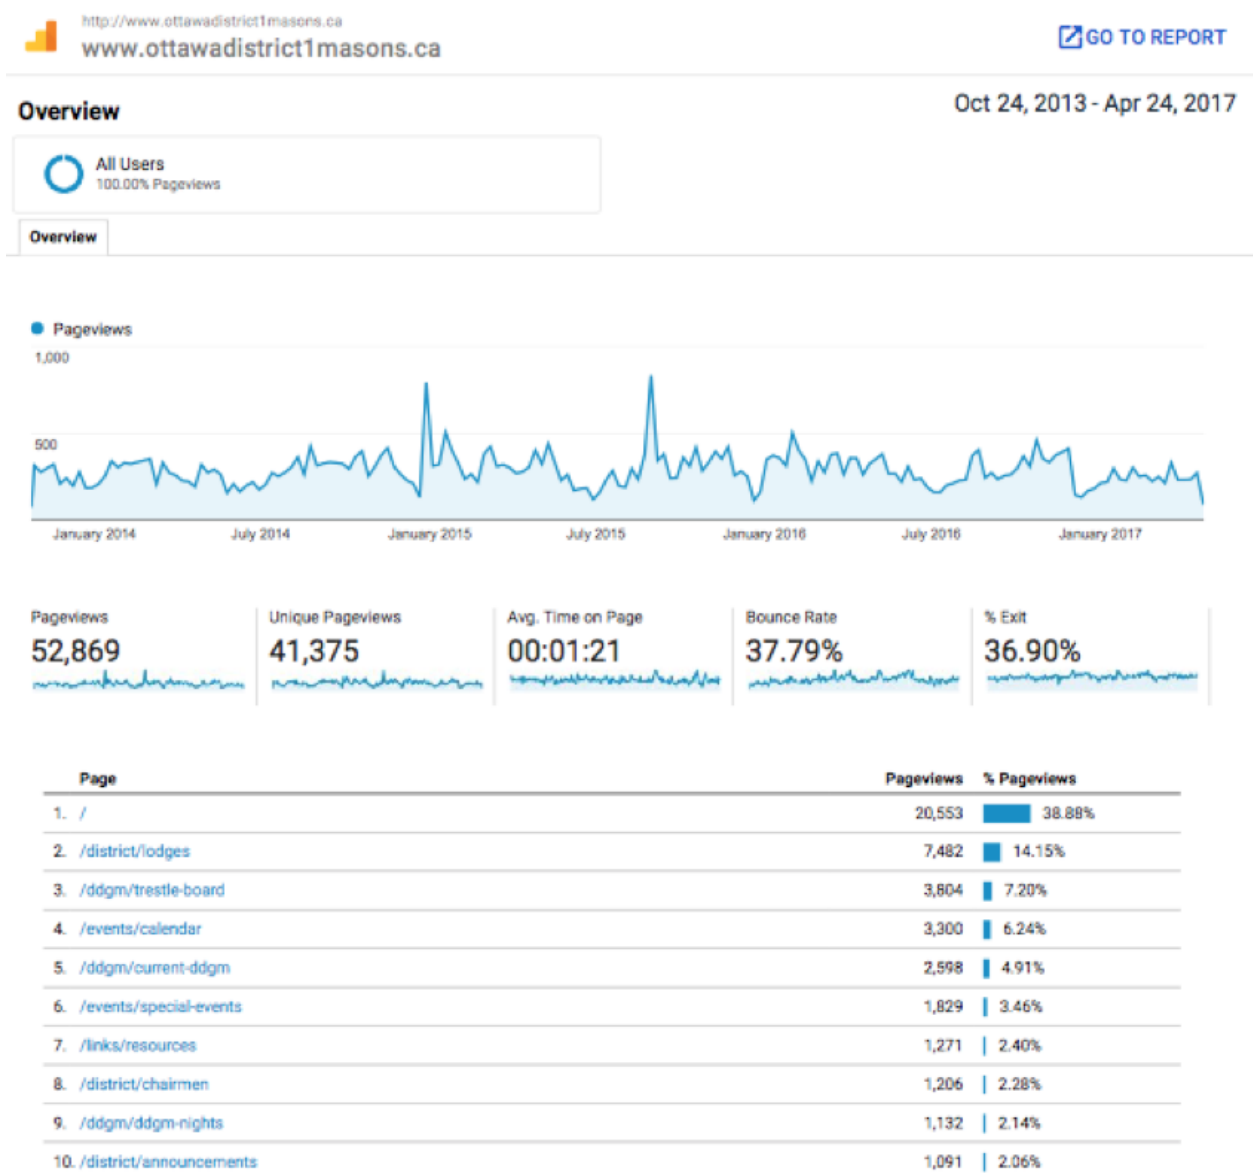 http://www.ottawadistrict1masons.ca
www.ottawadistrict1masons.ca
GO TO REPORT
Overview
Oct 24, 2013 - Apr 24, 2017
All Users
100.00% Pageviews
Overview
Pageviews
1,000
500
January 2014 July 2014 January 2015 July 2015 January 2016 July 2016 January 2017
Pageviews Unique Pageviews Avg. Time on Page Bounce Rate % Exit
52,869 41,375 00:01:21 37.79% 36.90%
Page Pageviews % Pageviews
1. / 20,553 38.88%
2. /district/lodges 7,482 14.15%
3. /ddgm/trestle-board 3,804 7.20%
4. /events/calendar 3,300 6.24%
5. /ddgm/current-ddgm 2,598 4.91%
6. /events/special-events 1,829 3.46%
7. /links/resources 1,271 2.40%
8. /district/chairmen 1,206 2.28%
9. /ddgm/ddgm-nights 1,132 2.14%
10. /district/announcements 1,091 2.06%